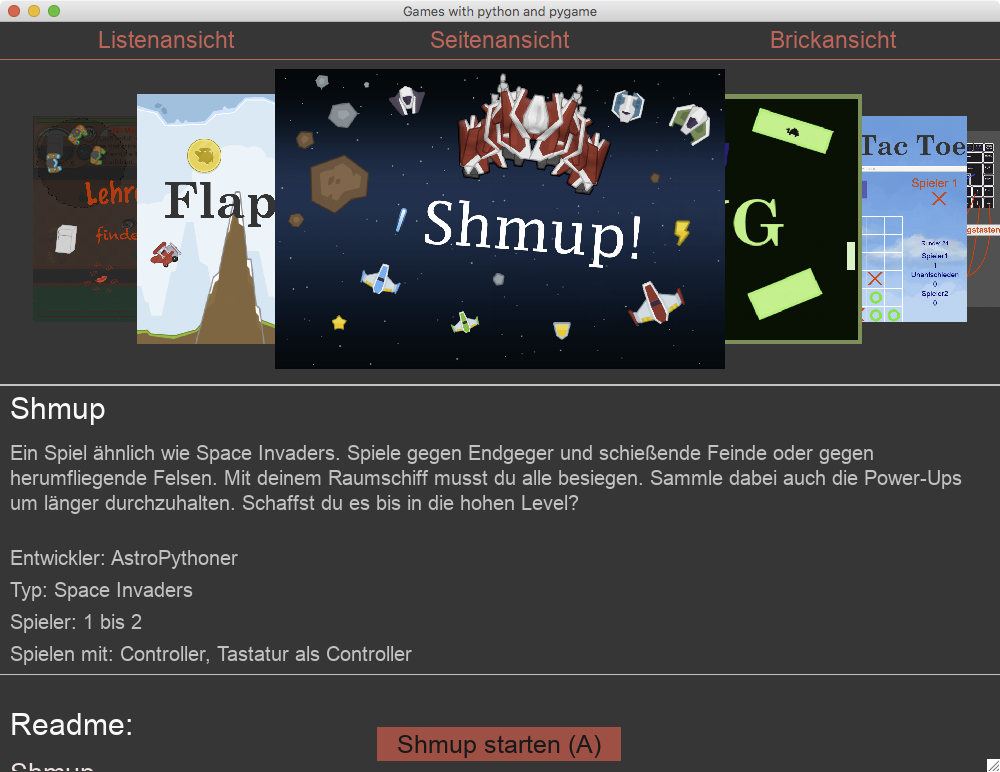 Games with python and pygame
Listenansicht
Seitenansicht
Brickansicht
Lehre
finde
Flap
Shmup!
G
Tac Toe
Spieler 1
Runde: 24
Spieler1
1
Unentschieden
0
Spieler2
0
gstasten
Shmup
Ein Spiel ähnlich wie Space Invaders. Spiele gegen Endgeger und schießende Feinde oder gegen
herumfliegende Felsen. Mit deinem Raumschiff musst du alle besiegen. Sammle dabei auch die Power-Ups
um länger durchzuhalten. Schaffst du es bis in die hohen Level?
Entwickler: AstroPythoner
Typ: Space Invaders
Spieler: 1 bis 2
Spielen mit: Controller, Tastatur als Controller
Readme:
Shmup starten (A)
Shmup